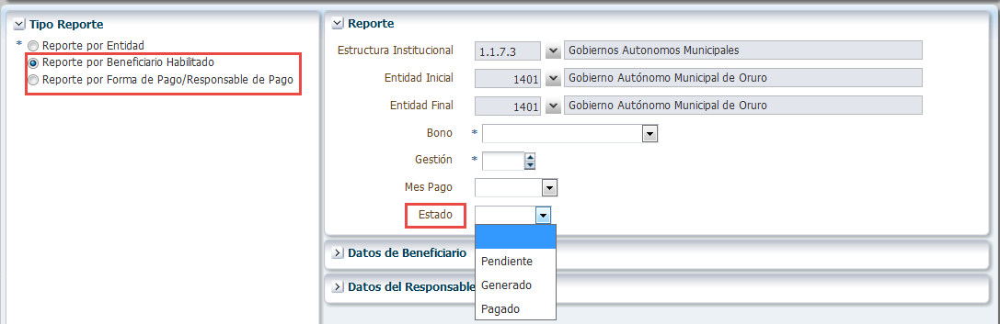 Tipo Reporte
* Reporte por Entidad
Reporte por Beneficiario Habilitado
Reporte por Forma de Pago/Responsable de Pago
Reporte
Estructura Institucional 1.1.7.3 Gobiernos Autonomos Municipales
Entidad Inicial 1401 Gobierno Autónomo Municipal de Oruro
Entidad Final 1401 Gobierno Autónomo Municipal de Oruro
Bono *
Gestión *
Mes Pago
Estado
Pendiente
Generado
Pagado
Datos de Beneficiario
Datos del Responsable